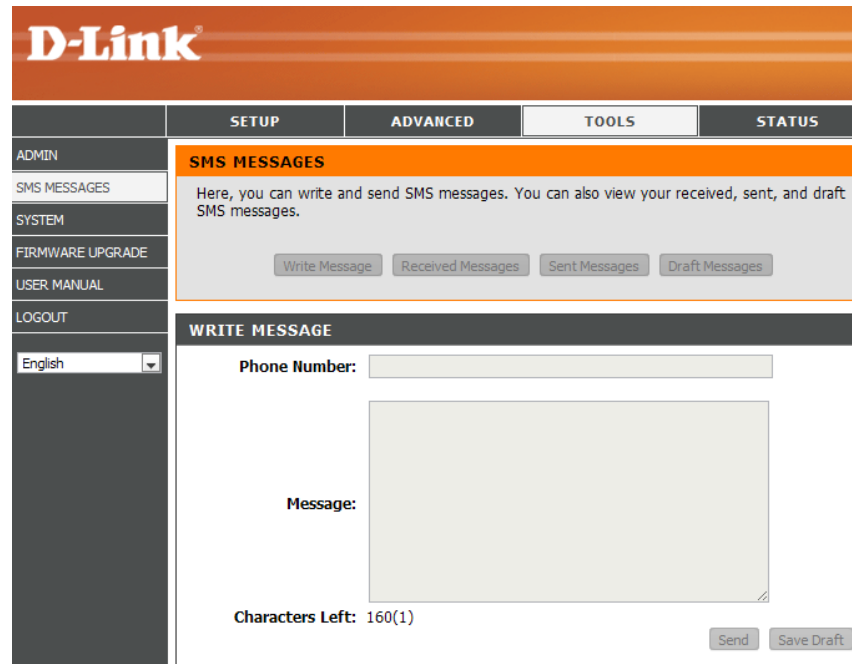 D-Link
SETUP ADVANCED TOOLS STATUS
ADMIN
SMS MESSAGES
SYSTEM
FIRMWARE UPGRADE
USER MANUAL
LOGOUT
English
SMS MESSAGES
Here, you can write and send SMS messages. You can also view your received, sent, and draft
SMS messages.
Write Message Received Messages Sent Messages Draft Messages
WRITE MESSAGE
Phone Number:
Message:
Characters Left: 160(1)
Send Save Draft